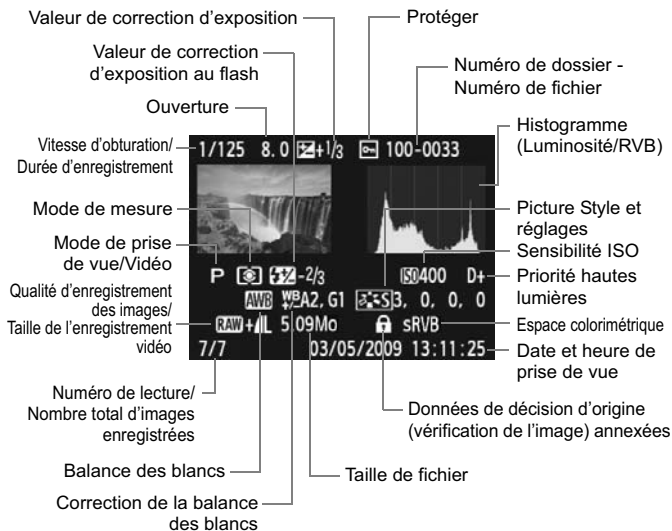 Valeur de correction d'exposition
Protéger
Valeur de correction
d'exposition au flash
Numéro de dossier -
Numéro de fichier
Ouverture
Histogramme
(Luminosité/RVB)
Vitesse d'obturation/
Durée d'enregistrement
1/125 8.0 +1/3 100-0033
Mode de mesure
Picture Style et
réglages
Mode de prise
de vue/Vidéo
Sensibilité ISO
P -2/3 ISO400 D+
Priorité hautes
lumières
Qualité d'enregistrement
des images/
Taille de l'enregistrement
vidéo
AWB WB A2, G1 S 3, 0, 0, 0
RAW+L 5.09Mo sRVB
Espace colorimétrique
7/7 03/05/2009 13:11:25
Date et heure de
prise de vue
Numéro de lecture/
Nombre total d'images
enregistrées
Données de décision d'origine
(vérification de l'image) annexées
Balance des blancs
Taille de fichier
Correction de la balance
des blancs